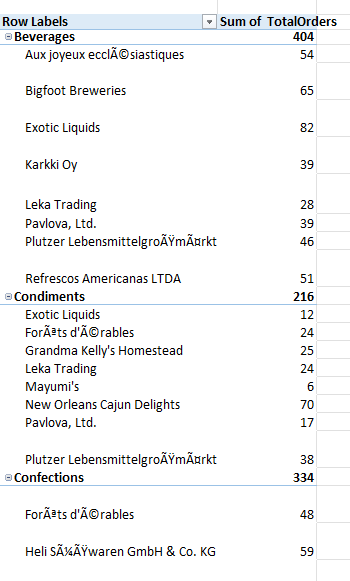 Row Labels Sum of TotalOrders
Beverages 404
Aux joyeux ecclÃ©siastiques 54
Bigfoot Breweries 65
Exotic Liquids 82
Karkki Oy 39
Leka Trading 28
Pavlova, Ltd. 39
Plutzer LebensmittelgroÃŸmÃ¤rkt 46
Refrescos Americanas LTDA 51
Condiments 216
Exotic Liquids 12
ForÃªts d'Ã©rables 24
Grandma Kelly's Homestead 25
Leka Trading 24
Mayumi's 6
New Orleans Cajun Delights 70
Pavlova, Ltd. 17
Plutzer LebensmittelgroÃŸmÃ¤rkt 38
Confections 334
ForÃªts d'Ã©rables 48
Heli SÃ¼ÃŸwaren GmbH & Co. KG 59